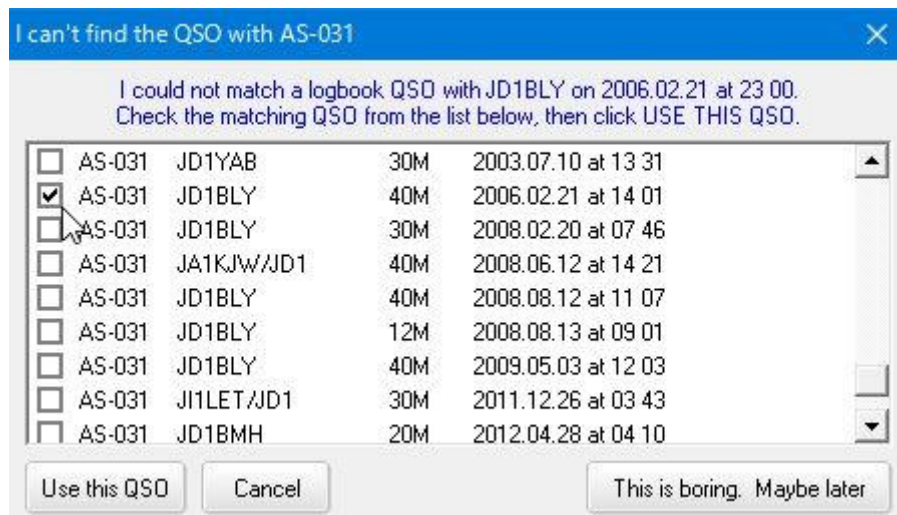 I can't find the QSO with AS-031
I could not match a logbook QSO with JD1BLY on 2006.02.21 at 23 00.
Check the matching QSO from the list below, then click USE THIS QSO.
AS-031 JD1YAB 30M 2003.07.10 at 13 31
AS-031 JD1BLY 40M 2006.02.21 at 14 01
AS-031 JD1BLY 30M 2008.02.20 at 07 46
AS-031 JA1KJW/JD1 40M 2008.06.12 at 14 21
AS-031 JD1BLY 40M 2008.08.12 at 11 07
AS-031 JD1BLY 12M 2008.08.13 at 09 01
AS-031 JD1BLY 40M 2009.05.03 at 12 03
AS-031 JI1LET/JD1 30M 2011.12.26 at 03 43
AS-031 JD1BMH 20M 2012.04.28 at 04 10
Use this QSO Cancel This is boring. Maybe later